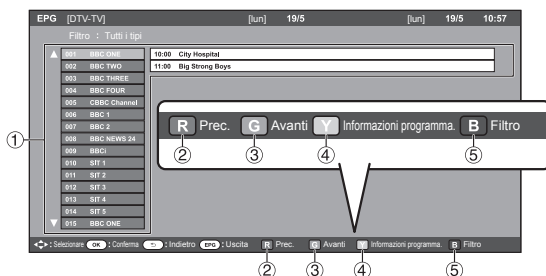 EPG [DTV-TV] [lun] 19/5 [lun] 19/5 10:57
Filtro : Tutti i tipi
001 BBC ONE
002 BBC TWO
003 BBC THREE
004 BBC FOUR
005 CBBC Channel
006 BBC 1
007 BBC 2
008 BBC NEWS 24
009 BBCi
010 SIT 1
011 SIT 2
012 SIT 3
013 SIT 4
014 SIT 5
015 BBC ONE
10:00 City Hospital
11:00 Big Strong Boys
R Prec. G Avanti Y Informazioni programma. B Filtro
② ③ ④ ⑤
①
: Selezionare OK : Conferma : Indietro EPG : Uscita R Prec. G Avanti Y Informazioni programma. B Filtro
② ③ ④ ⑤